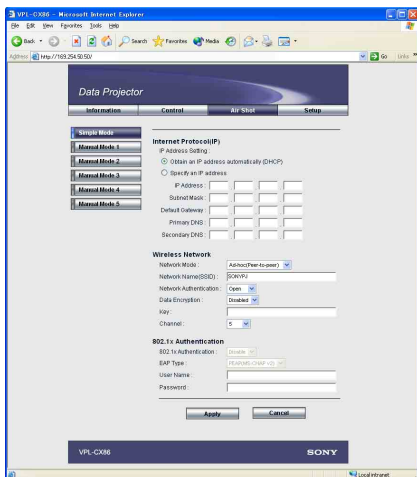 VPL-CX86 - Microsoft Internet Explorer
File Edit View Favorites Tools Help
Back Search Favorites Media
Address http://169.254.50.50/ Go Links »
Data Projector
Information Control Air Shot Setup
Simple Mode
Manual Mode 1
Manual Mode 2
Manual Mode 3
Manual Mode 4
Manual Mode 5
Internet Protocol(IP)
IP Address Setting :
Obtain an IP address automatically (DHCP)
Specify an IP address
IP Address :
Subnet Mask :
Default Gateway :
Primary DNS :
Secondary DNS :
Wireless Network
Network Mode : Ad-hoc(Peer-to-peer)
Network Name(SSID) : SONYPJ
Network Authentication : Open
Data Encryption : Disabled
Key :
Channel : 5
802.1x Authentication
802.1x Authentication : Disable
EAP Type : PEAP(MS-CHAP v2)
User Name :
Password :
Apply Cancel
VPL-CX86 SONY
Local intranet